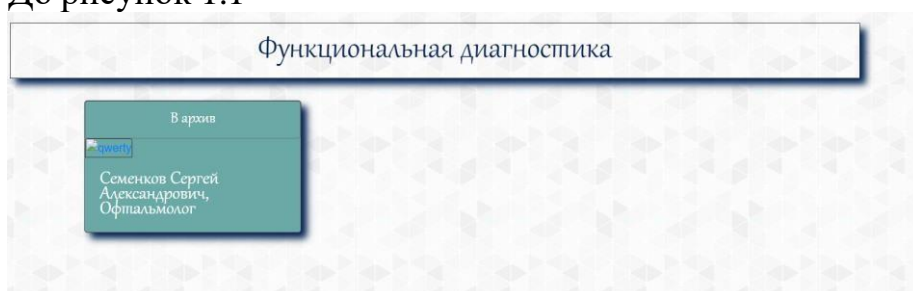 До рисунок 1.1
Функциональная диагностика
В архив
qwerty
Семенков Сергей
Александрович,
Офтальмолог